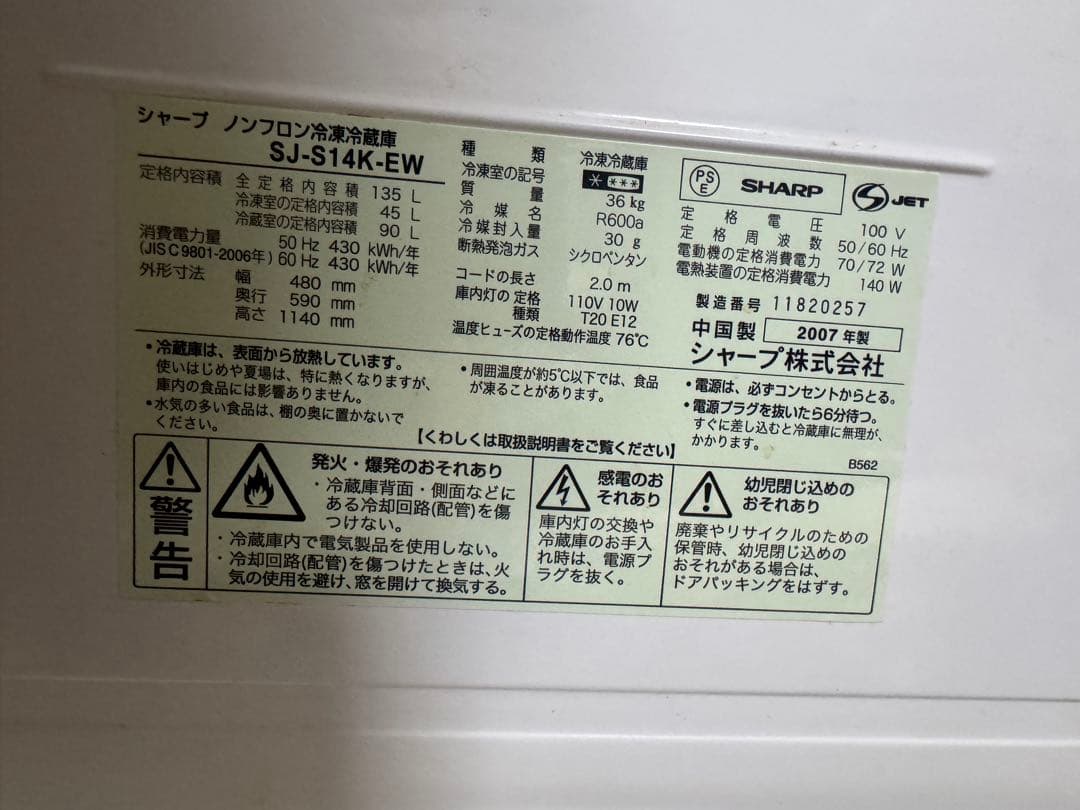 シャープ ノンフロン冷凍冷蔵庫
SJ-S14K-EW
定格内容積 全定格内容積 135 L
冷凍室の定格内容積 45 L
冷蔵室の定格内容積 90 L
消費電力量 50 Hz 430 kWh/年
(JIS C 9801-2006年) 60 Hz 430 kWh/年
外形寸法 幅 480 mm
奥行 590 mm
高さ 1140 mm
種類 冷凍冷蔵庫
冷凍室の記号 * ***
質量 36 kg
冷媒名 R600a
冷媒封入量 30 g
断熱発泡ガス シクロペンタン
コードの長さ 2.0 m
庫内灯の 定格 110V 10W
種類 T20 E12
温度ヒューズの定格動作温度 76℃
PS
E
SHARP
S JET
定格電圧 100 V
定格周波数 50/60 Hz
電動機の定格消費電力 70/72 W
電熱装置の定格消費電力 140 W
製造番号 11820257
中国製 2007 年製
シャープ株式会社
・冷蔵庫は、表面から放熱しています。
使いはじめや夏場は、特に熱くなりますが、
庫内の食品には影響ありません。
・水気の多い食品は、棚の奥に置かないで
ください。
・周囲温度が約5℃以下では、食品
が凍ることがあります。
【くわしくは取扱説明書をご覧ください】
・電源は、必ずコンセントからとる。
・電源プラグを抜いたら6分待つ。
すぐに差し込むと冷蔵庫に無理が、
かかります。
B562
警告
発火・爆発のおそれあり
・冷蔵庫背面・側面などに
ある冷却回路(配管)を傷
つけない。
・冷蔵庫内で電気製品を使用しない。
・冷却回路(配管)を傷つけたときは、火
気の使用を避け、窓を開けて換気する。
感電のお
それあり
庫内灯の交換や
冷蔵庫のお手入
れ時は、電源プ
ラグを抜く。
幼児閉じ込めの
おそれあり
廃棄やリサイクルのための
保管時、幼児閉じ込めの
おそれがある場合は、
ドアパッキングをはずす。